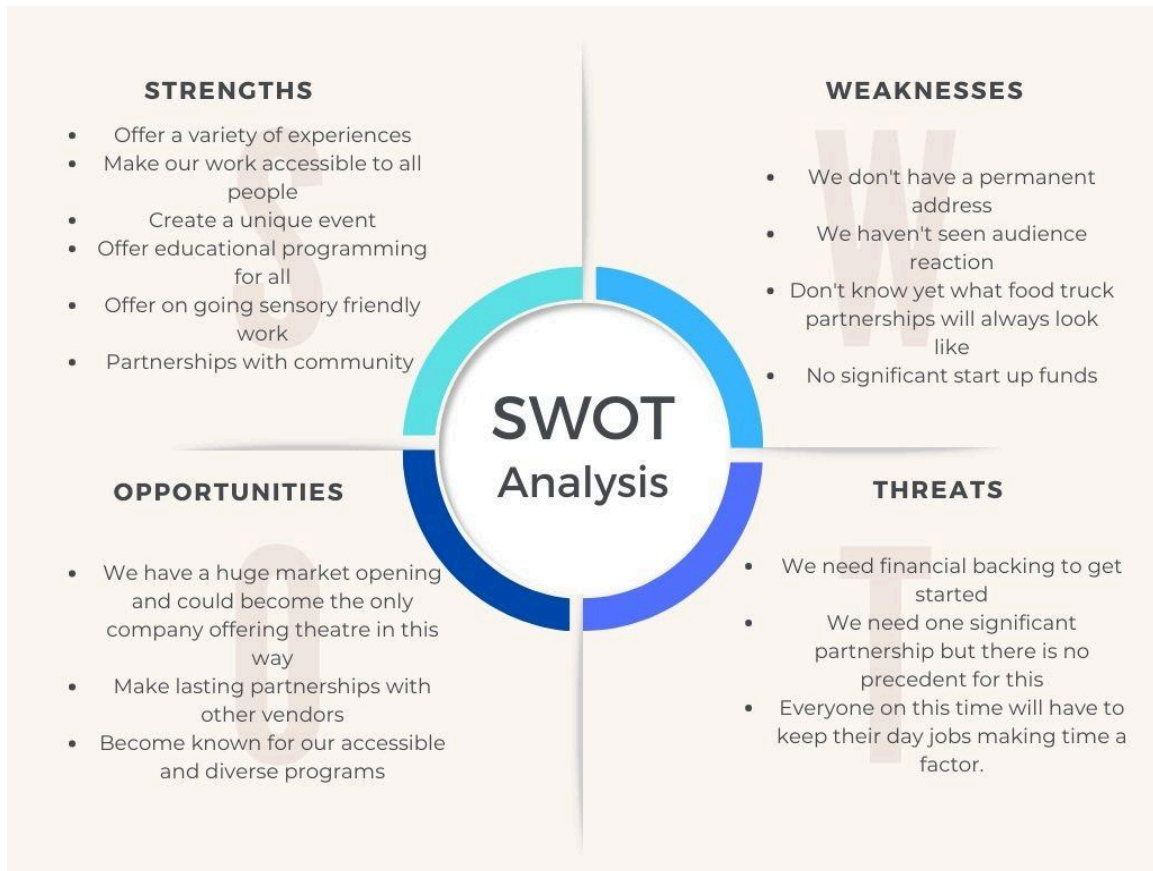 STRENGTHS
• Offer a variety of experiences
• Make our work accessible to all
people
• Create a unique event
• Offer educational programming
for all
• Offer on going sensory friendly
work
• Partnerships with community
WEAKNESSES
• We don't have a permanent
address
• We haven't seen audience
reaction
• Don't know yet what food truck
partnerships will always look
like
• No significant start up funds
SWOT
Analysis
OPPORTUNITIES
• We have a huge market opening
and could become the only
company offering theatre in this
way
• Make lasting partnerships with
other vendors
• Become known for our accessible
and diverse programs
THREATS
• We need financial backing to get
started
• We need one significant
partnership but there is no
precedent for this
• Everyone on this time will have to
keep their day jobs making time a
factor.
S
W
O
T